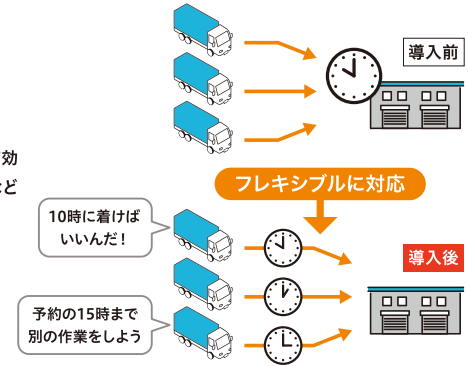 導入前
効
ど
フレキシブルに対応
10時に着けば
いいんだ！
導入後
予約の15時まで
別の作業をしよう